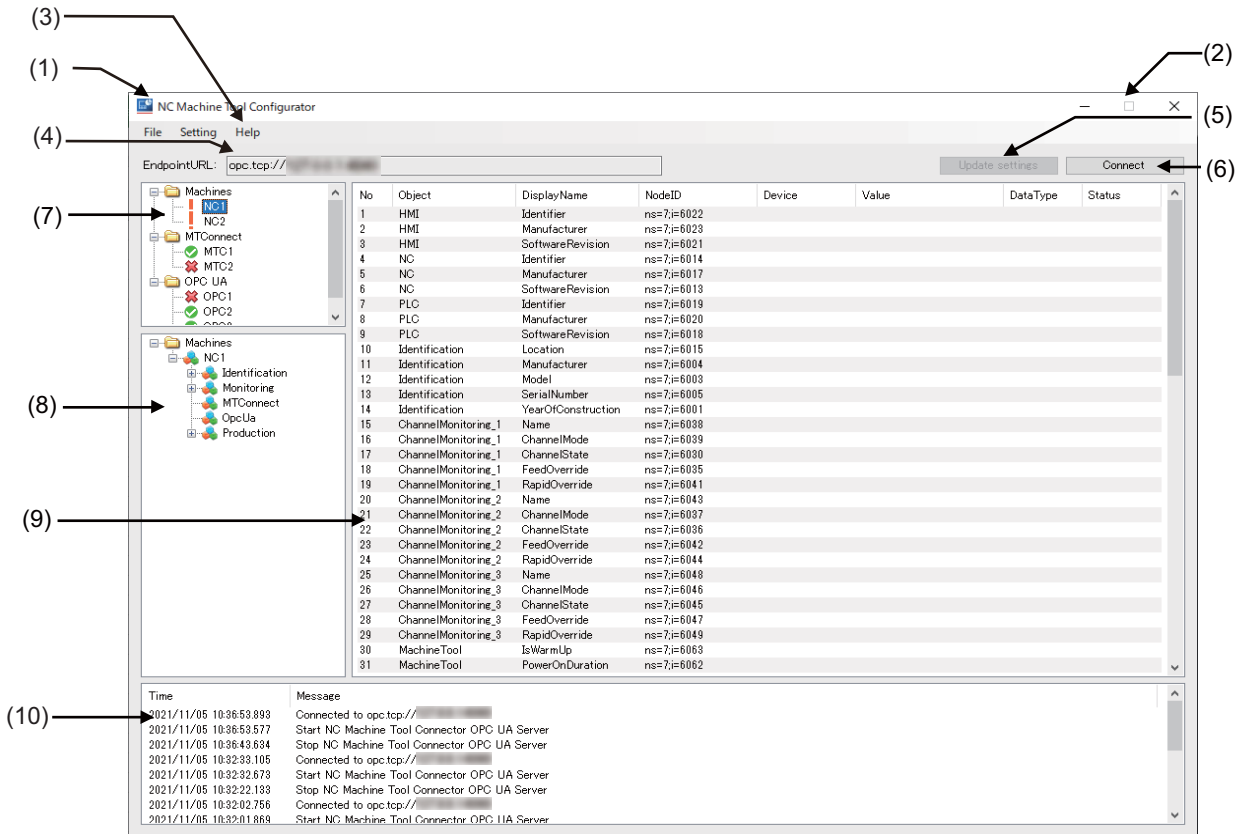 (3)
(1)
(2)
NC Machine Tool Configurator
(5)
File Setting Help
(4)
EndpointURL: opc.tcp:// Update settings Connect
(6)
Machines
NC1
NC2
MTConnect
MTC1
MTC2
OPC UA
OPC1
OPC2
(7)
Machines
NC1
Identification
Monitoring
MTConnect
OpcUa
Production
(8)
No Object DisplayName NodeID Device Value DataType Status
1 HMI Identifier ns=7;i=6022
2 HMI Manufacturer ns=7;i=6023
3 HMI SoftwareRevision ns=7;i=6021
4 NC Identifier ns=7;i=6014
5 NC Manufacturer ns=7;i=6017
6 NC SoftwareRevision ns=7;i=6013
7 PLC Identifier ns=7;i=6019
8 PLC Manufacturer ns=7;i=6020
9 PLC SoftwareRevision ns=7;i=6018
10 Identification Location ns=7;i=6015
11 Identification Manufacturer ns=7;i=6004
12 Identification Model ns=7;i=6003
13 Identification SerialNumber ns=7;i=6005
14 Identification YearOfConstruction ns=7;i=6001
15 ChannelMonitoring_1 Name ns=7;i=6038
16 ChannelMonitoring_1 ChannelMode ns=7;i=6039
17 ChannelMonitoring_1 ChannelState ns=7;i=6030
18 ChannelMonitoring_1 FeedOverride ns=7;i=6035
19 ChannelMonitoring_1 RapidOverride ns=7;i=6041
20 ChannelMonitoring_2 Name ns=7;i=6043
21 ChannelMonitoring_2 ChannelMode ns=7;i=6037
22 ChannelMonitoring_2 ChannelState ns=7;i=6036
23 ChannelMonitoring_2 FeedOverride ns=7;i=6042
24 ChannelMonitoring_2 RapidOverride ns=7;i=6044
25 ChannelMonitoring_3 Name ns=7;i=6048
26 ChannelMonitoring_3 ChannelMode ns=7;i=6046
27 ChannelMonitoring_3 ChannelState ns=7;i=6045
28 ChannelMonitoring_3 FeedOverride ns=7;i=6047
29 ChannelMonitoring_3 RapidOverride ns=7;i=6049
30 MachineTool IsWarmUp ns=7;i=6063
31 MachineTool PowerOnDuration ns=7;i=6062
(9)
Time Message
2021/11/05 10:36:53.893 Connected to opc.tcp://
2021/11/05 10:36:53.577 Start NC Machine Tool Connector OPC UA Server
2021/11/05 10:36:43.634 Stop NC Machine Tool Connector OPC UA Server
2021/11/05 10:32:33.105 Connected to opc.tcp://
2021/11/05 10:32:32.673 Start NC Machine Tool Connector OPC UA Server
2021/11/05 10:32:22.133 Stop NC Machine Tool Connector OPC UA Server
2021/11/05 10:32:02.756 Connected to opc.tcp://
2021/11/05 10:32:01.869 Start NC Machine Tool Connector OPC UA Server
(10)